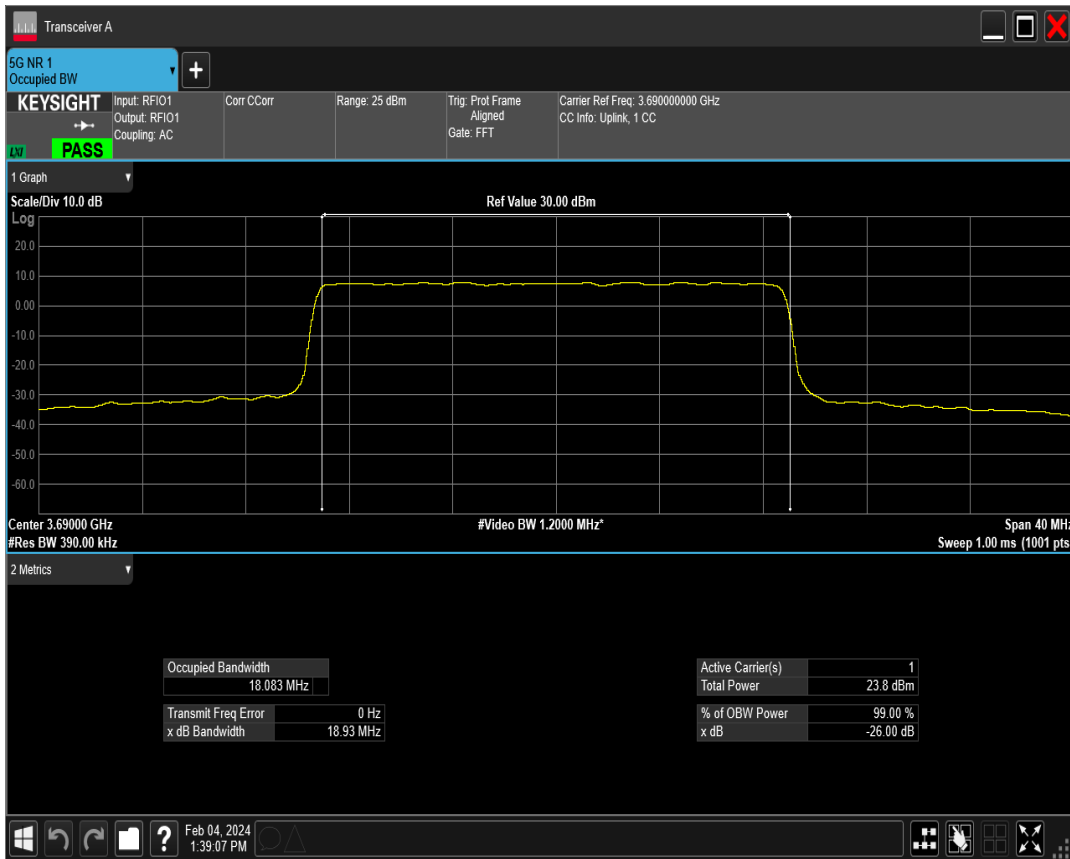 Transceiver A
5G NR 1
Occupied BW
KEYSIGHT
LXI
PASS
Input: RFIO1
Output: RFIO1
Coupling: AC
Corr CCorr
Range: 25 dBm
Trig: Prot Frame
Aligned
Gate: FFT
Carrier Ref Freq: 3.690000000 GHz
CC Info: Uplink, 1 CC
1 Graph
Scale/Div 10.0 dB
Ref Value 30.00 dBm
Log
20.0
10.0
0.00
-10.0
-20.0
-30.0
-40.0
-50.0
-60.0
Center 3.69000 GHz
#Video BW 1.2000 MHz*
Span 40 MHz
#Res BW 390.00 kHz
Sweep 1.00 ms (1001 pts
2 Metrics
Occupied Bandwidth
18.083 MHz
Transmit Freq Error 0 Hz
x dB Bandwidth 18.93 MHz
Active Carrier(s) 1
Total Power 23.8 dBm
% of OBW Power 99.00 %
x dB -26.00 dB
?
Feb 04, 2024
1:39:07 PM